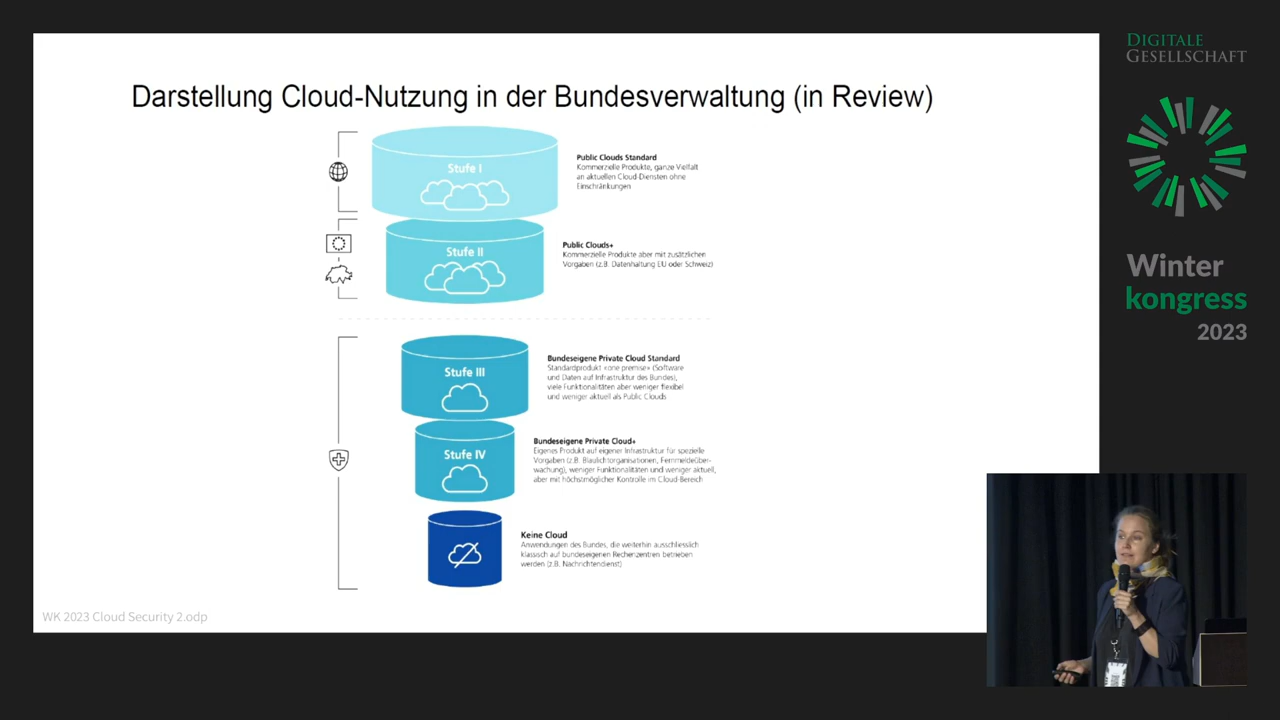 Darstellung Cloud-Nutzung in der Bundesverwaltung (in Review)
Stufe I
Public Clouds Standard
Kommerzielle Produkte, ganze Vielfalt
an aktuellen Cloud-Diensten ohne
Einschränkungen
Stufe II
Public Clouds+
Kommerzielle Produkte aber mit zusätzlichen
Vorgaben (z.B. Datenhaltung EU oder Schweiz)
Stufe III
Bundeseigene Private Cloud Standard
Standardprodukt «one premise» (Software
und Daten auf Infrastruktur des Bundes),
viele Funktionalitäten aber weniger flexibel
und weniger aktuell als Public Clouds
Stufe IV
Bundeseigene Private Cloud+
Eigenes Produkt auf eigener Infrastruktur für spezielle
Vorgaben (z.B. Blaulichtorganisationen, Fernmeldeüber-
wachung), weniger Funktionalitäten und weniger aktuell,
aber mit höchstmöglicher Kontrolle im Cloud-Bereich
Keine Cloud
Anwendungen des Bundes, die weiterhin ausschliesslich
klassisch auf bundeseigenen Rechenzentren betrieben
werden (z.B. Nachrichtendienst)
WK 2023 Cloud Security 2.odp
DIGITALE
GESELLSCHAFT
Winter
kongress
2023